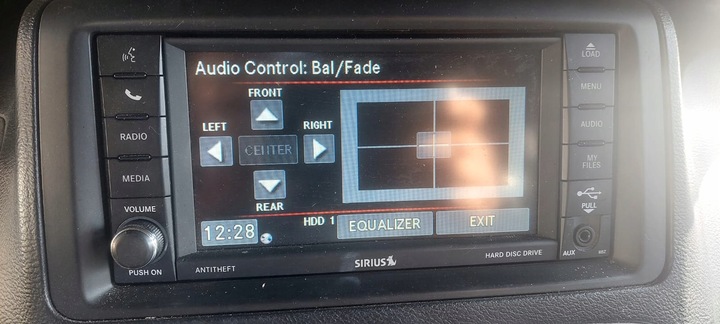 Audio Control: Bal/Fade
FRONT
LEFT
RIGHT
CENTER
REAR
12:28
HDD 1
EQUALIZER
EXIT
RADIO
MEDIA
VOLUME
PUSH ON
ANTITHEFT
SIRIUS
HARD DISC DRIVE
LOAD
MENU
AUDIO
MY
FILES
PULL
AUX